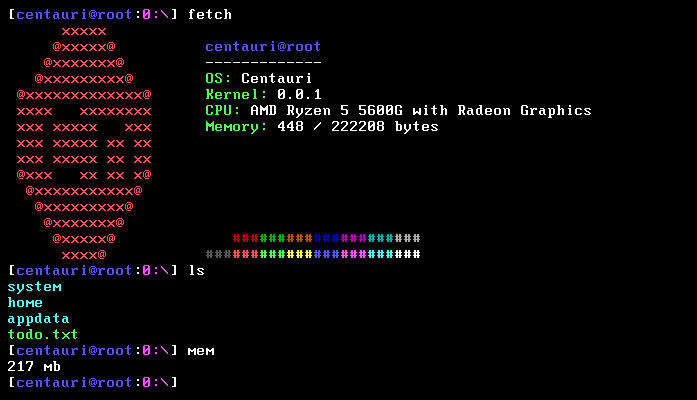 [centauri@root:0:\] fetch
      xxxxx
     @xxxxx@          centauri@root
    @xxxxxxx@         -------------
   @xxxxxxxxx@        OS: Centauri
 @xxxxxxxxxxxxx@      Kernel: 0.0.1
 xxxx   xxxxxxxx      CPU: AMD Ryzen 5 5600G with Radeon Graphics
 xxx xxxxx   xxx      Memory: 448 / 222208 bytes
 xxx xxxxx xx xx
 xxx xxxxx xx xx
 @xxx   xx xx x@
  @xxxxxxxxxxx@
   @xxxxxxxxx@
    @xxxxxxx@
     @xxxxx@             #####################
      xxxx@           ########################
[centauri@root:0:\] ls
system
home
appdata
todo.txt
[centauri@root:0:\] mem
217 mb
[centauri@root:0:\]